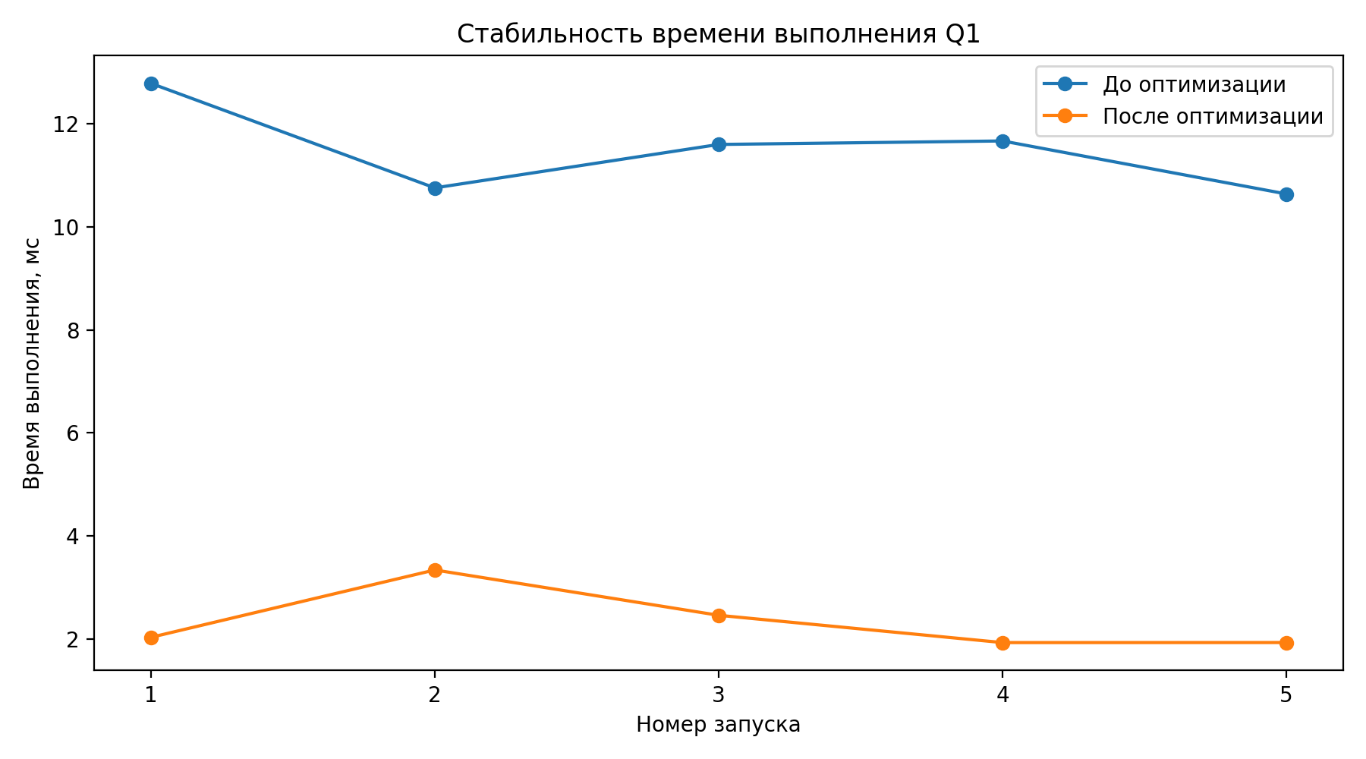 Стабильность времени выполнения Q1
До оптимизации
После оптимизации
Время выполнения, мс
12
10
8
6
4
2
1
2
3
4
5
Номер запуска